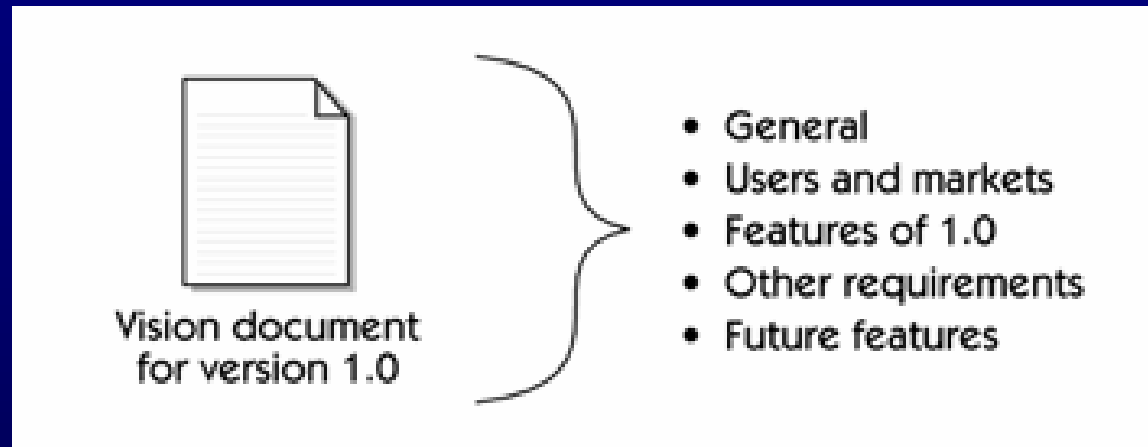 Vision document
for version 1.0
• General
• Users and markets
• Features of 1.0
• Other requirements
• Future features